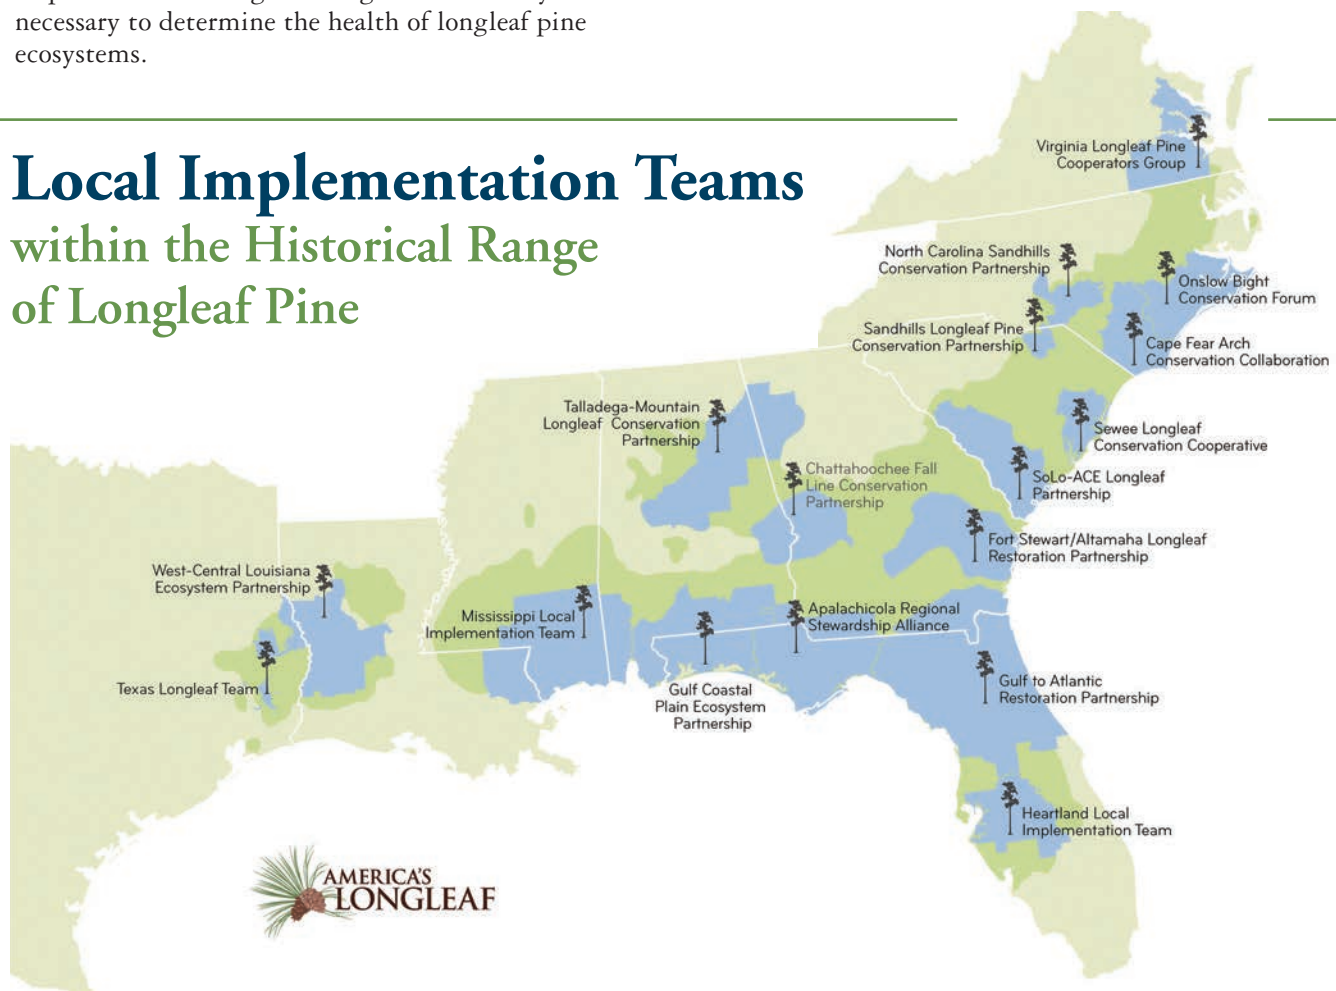 necessary to determine the health of longleaf pine
ecosystems.
Local Implementation Teams
within the Historical Range
of Longleaf Pine
Virginia Longleaf Pine
Cooperators Group
North Carolina Sandhills
Conservation Partnership
Onslow Bight
Conservation Forum
Sandhills Longleaf Pine
Conservation Partnership
Cape Fear Arch
Conservation Collaboration
Talladega-Mountain
Longleaf Conservation
Partnership
Sewee Longleaf
Conservation Cooperative
Chattahoochee Fall
Line Conservation
Partnership
SoLo-ACE Longleaf
Partnership
Fort Stewart/Altamaha Longleaf
Restoration Partnership
West-Central Louisiana
Ecosystem Partnership
Mississippi Local
Implementation Team
Apalachicola Regional
Stewardship Alliance
Texas Longleaf Team
Gulf Coastal
Plain Ecosystem
Partnership
Gulf to Atlantic
Restoration Partnership
Heartland Local
Implementation Team
AMERICA'S
LONGLEAF